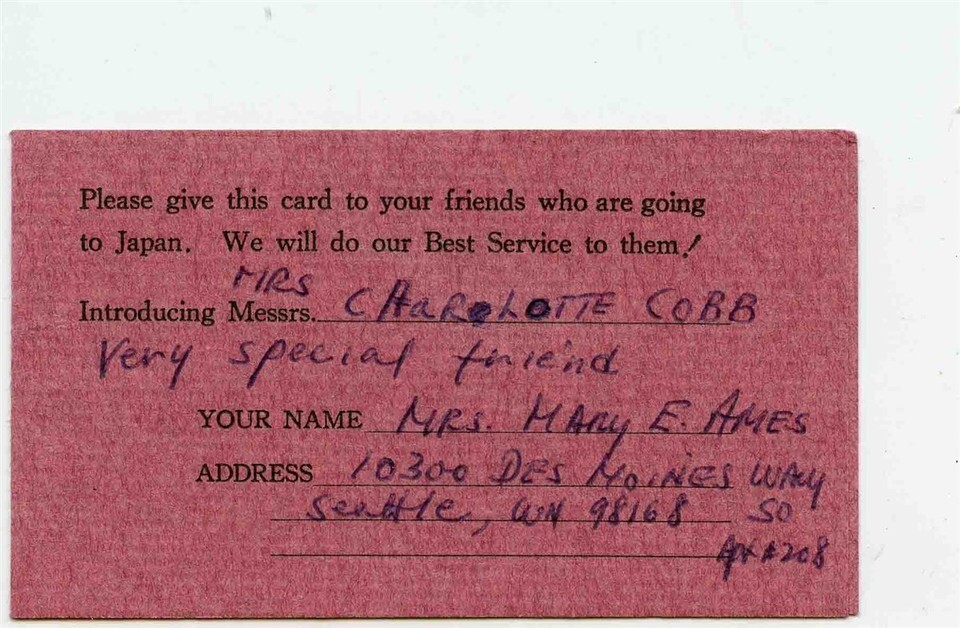 Please give this card to your friends who are going
to Japan. We will do our Best Service to them!
MRS
Introducing Messrs. CHARLOTTE COBB
Very special friend
YOUR NAME MRS. MARY E. AMES
ADDRESS 10300 DES MOINES WAY
Seattle, WN 98168 SO
Apt #208